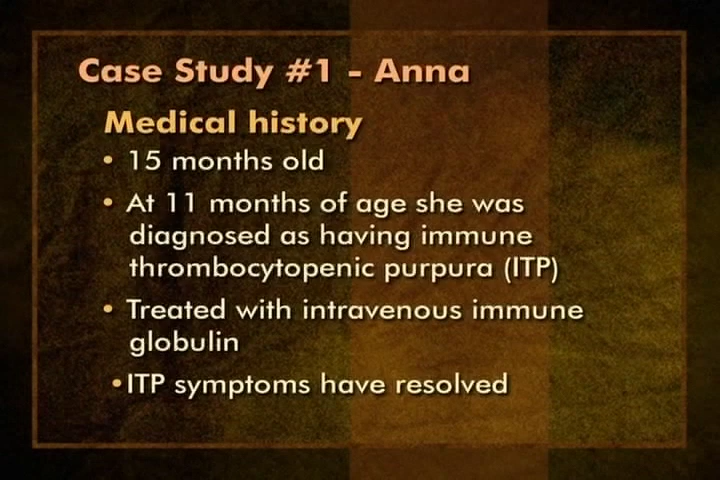 Case Study #1 - Anna
Medical history
• 15 months old
• At 11 months of age she was
diagnosed as having immune
thrombocytopenic purpura (ITP)
• Treated with intravenous immune
globulin
•ITP symptoms have resolved